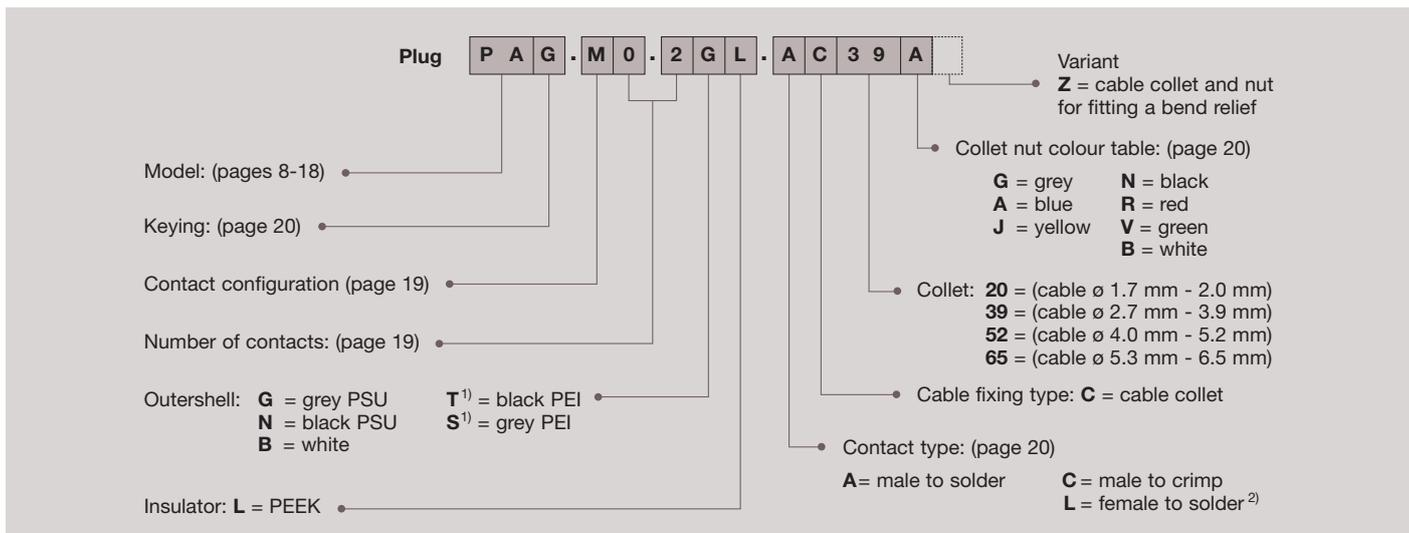 Plug P A G . M 0 . 2 G L . A C 3 9 A
Variant
Z = cable collet and nut
for fitting a bend relief
Collet nut colour table: (page 20)
G = grey N = black
A = blue R = red
J = yellow V = green
B = white
Model: (pages 8-18)
Keying: (page 20)
Contact configuration (page 19)
Number of contacts: (page 19)
Collet: 20 = (cable ø 1.7 mm - 2.0 mm)
39 = (cable ø 2.7 mm - 3.9 mm)
52 = (cable ø 4.0 mm - 5.2 mm)
65 = (cable ø 5.3 mm - 6.5 mm)
Outershell: G = grey PSU T1) = black PEI
N = black PSU S1) = grey PEI
B = white
Cable fixing type: C = cable collet
Contact type: (page 20)
A= male to solder C = male to crimp
L = female to solder 2)
Insulator: L = PEEK